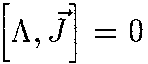 [Λ, J⃗] = 0